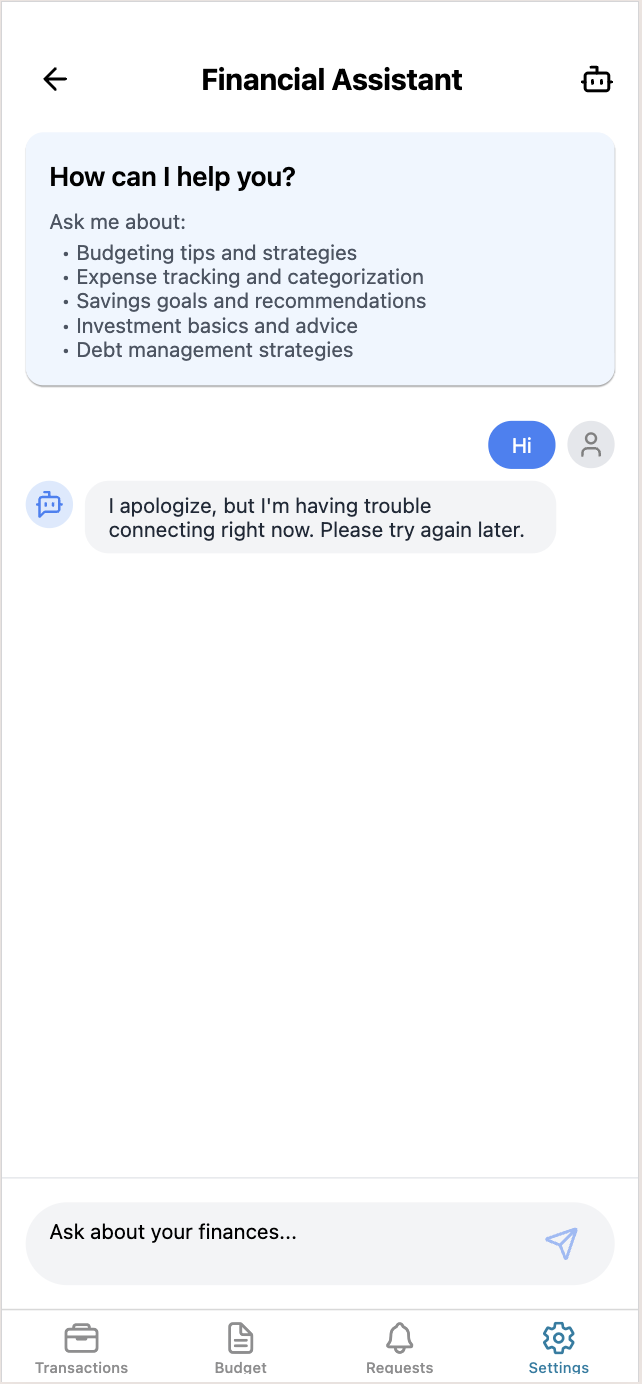 Financial Assistant
How can I help you?
Ask me about:
• Budgeting tips and strategies
• Expense tracking and categorization
• Savings goals and recommendations
• Investment basics and advice
• Debt management strategies
Hi
I apologize, but I'm having trouble
connecting right now. Please try again later.
Ask about your finances...
Transactions
Budget
Requests
Settings